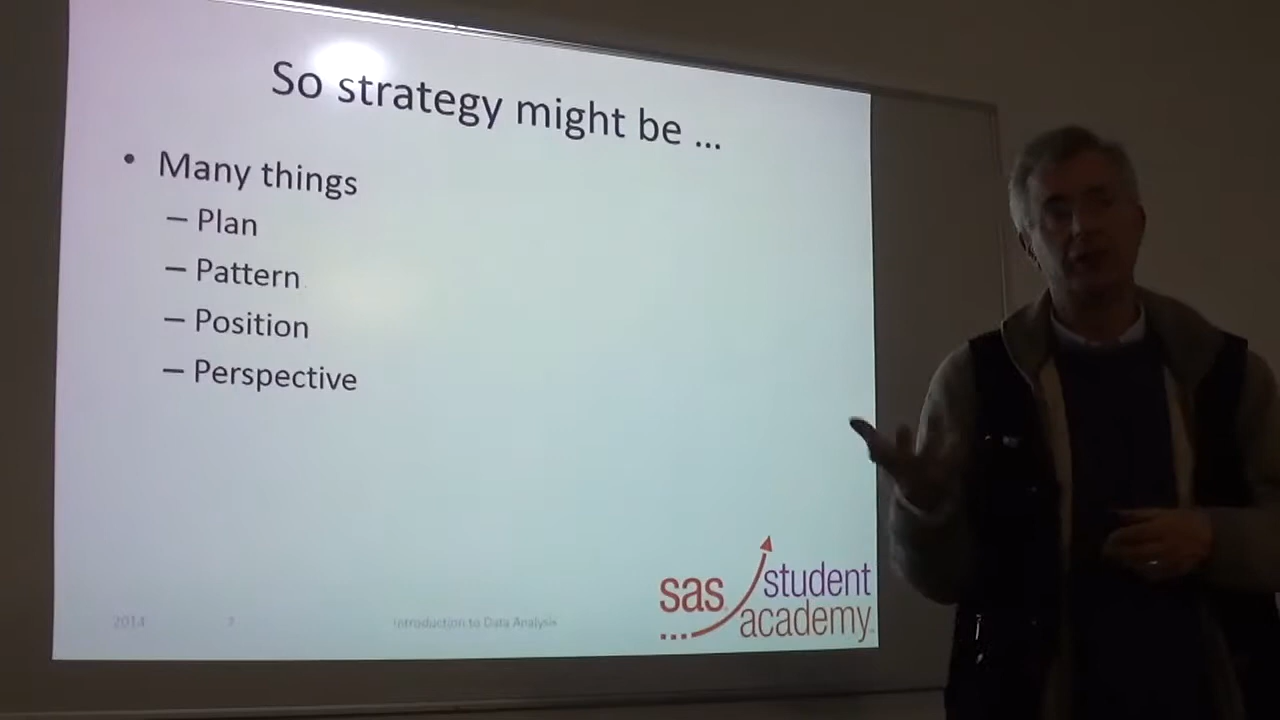 So strategy might be ...
• Many things
– Plan
– Pattern
– Position
– Perspective
2014
Introduction to Data Analysis
sas student
academy